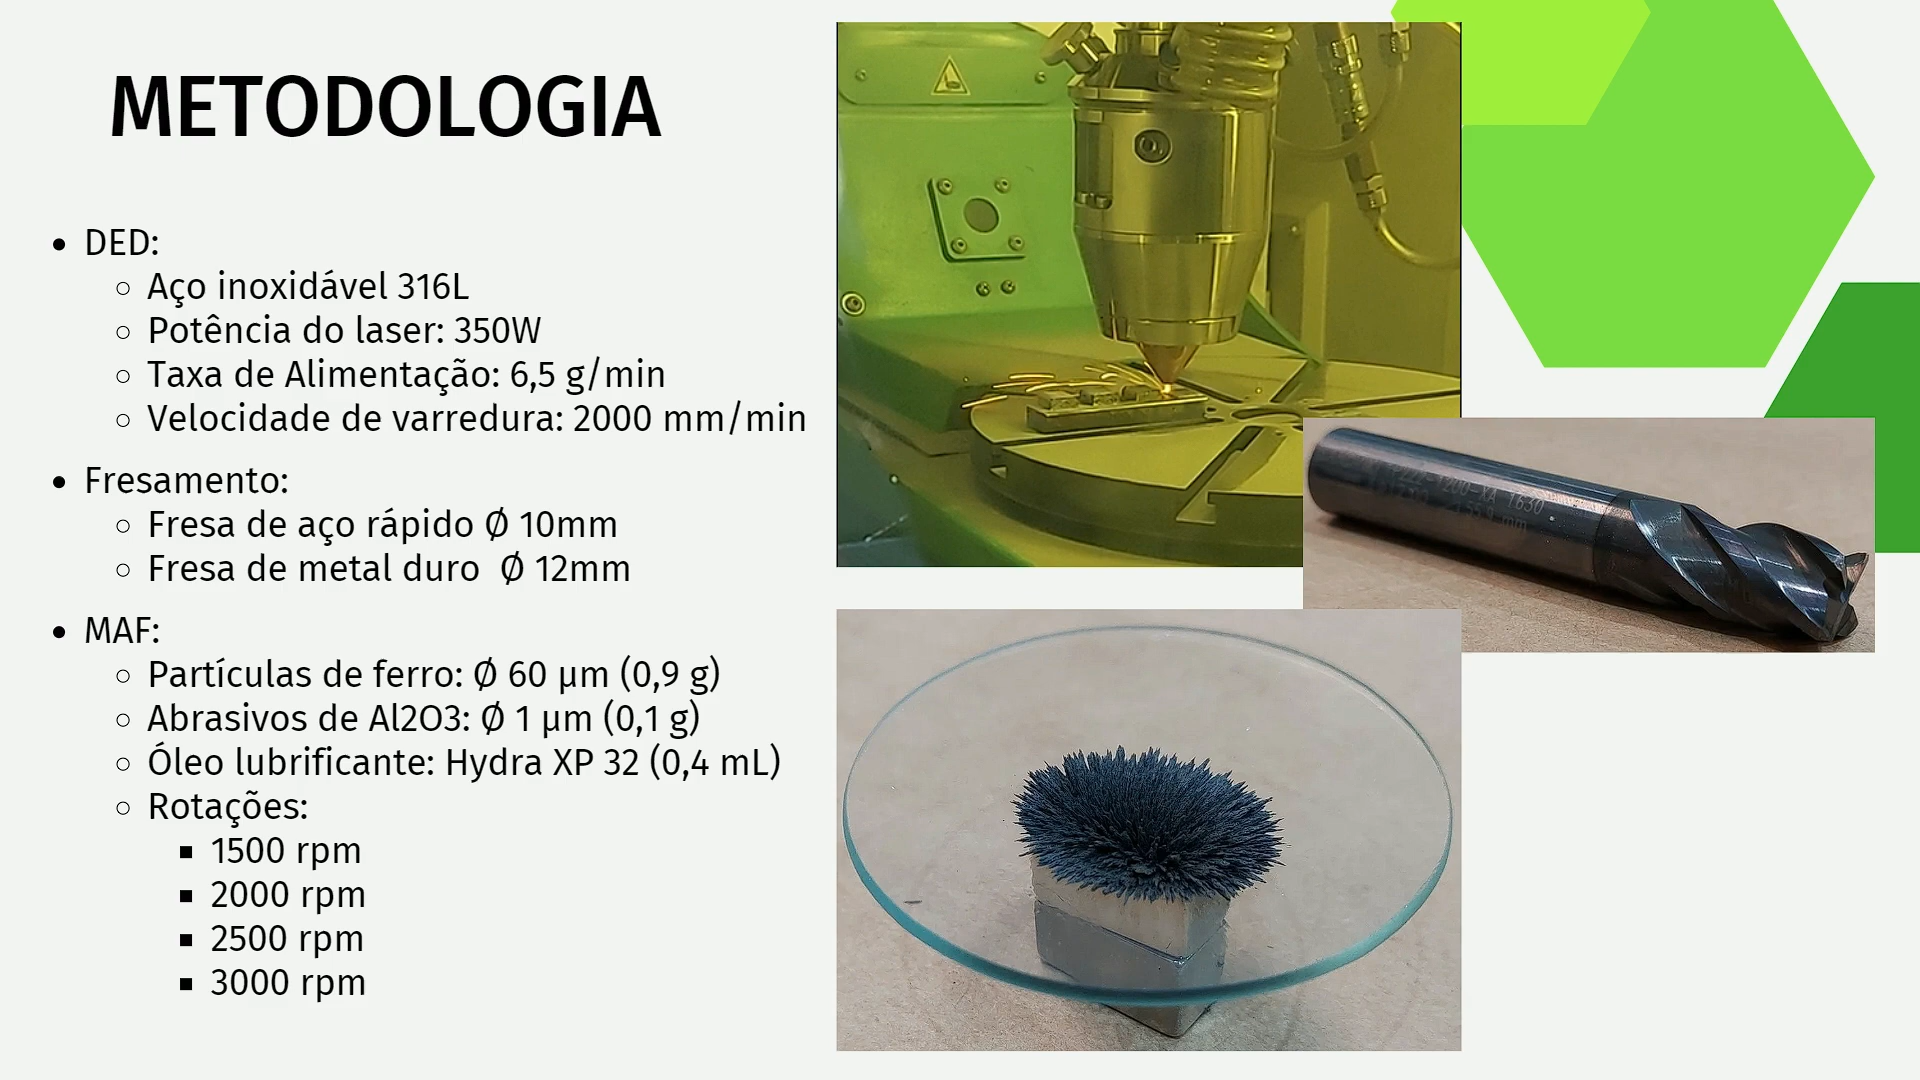 METODOLOGIA
DED:
Aço inoxidável 316L
Potência do laser: 350W
Taxa de Alimentação: 6,5 g/min
Velocidade de varredura: 2000 mm/min
Fresamento:
Fresa de aço rápido Ø 10mm
Fresa de metal duro Ø 12mm
MAF:
Partículas de ferro: Ø 60 µm (0,9 g)
Abrasivos de Al2O3: Ø 1 µm (0,1 g)
Óleo lubrificante: Hydra XP 32 (0,4 mL)
Rotações:
1500 rpm
2000 rpm
2500 rpm
3000 rpm